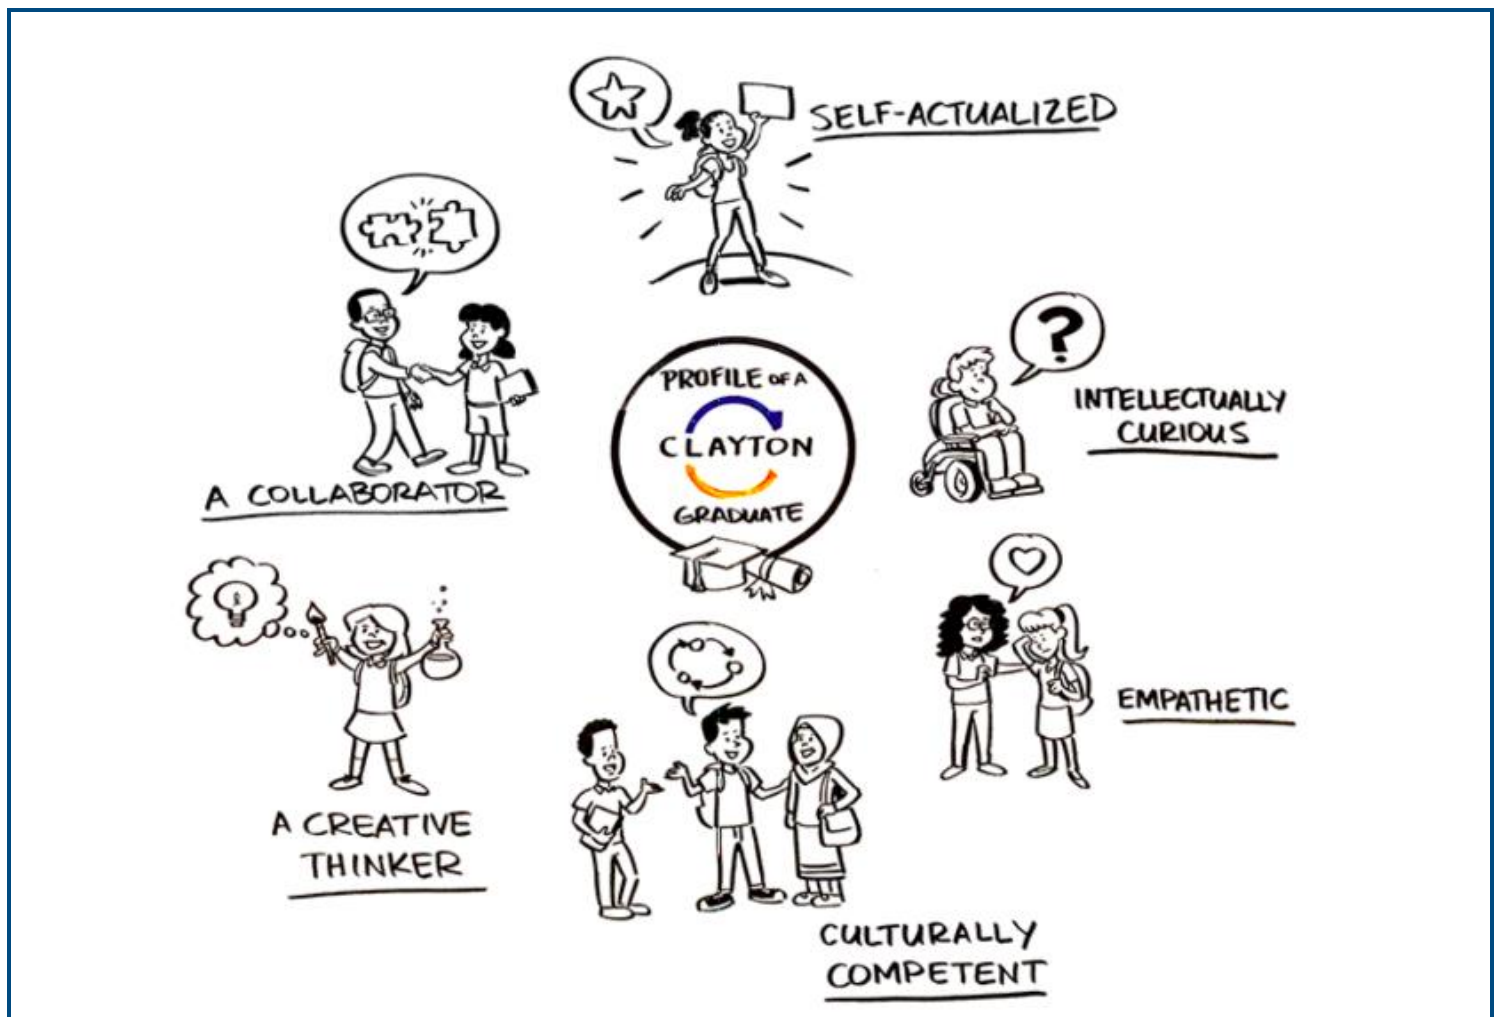 SELF-ACTUALIZED
PROFILE OF A
CLAYTON
GRADUATE
?
INTELLECTUALLY
CURIOUS
A COLLABORATOR
EMPATHETIC
A CREATIVE
THINKER
CULTURALLY
COMPETENT